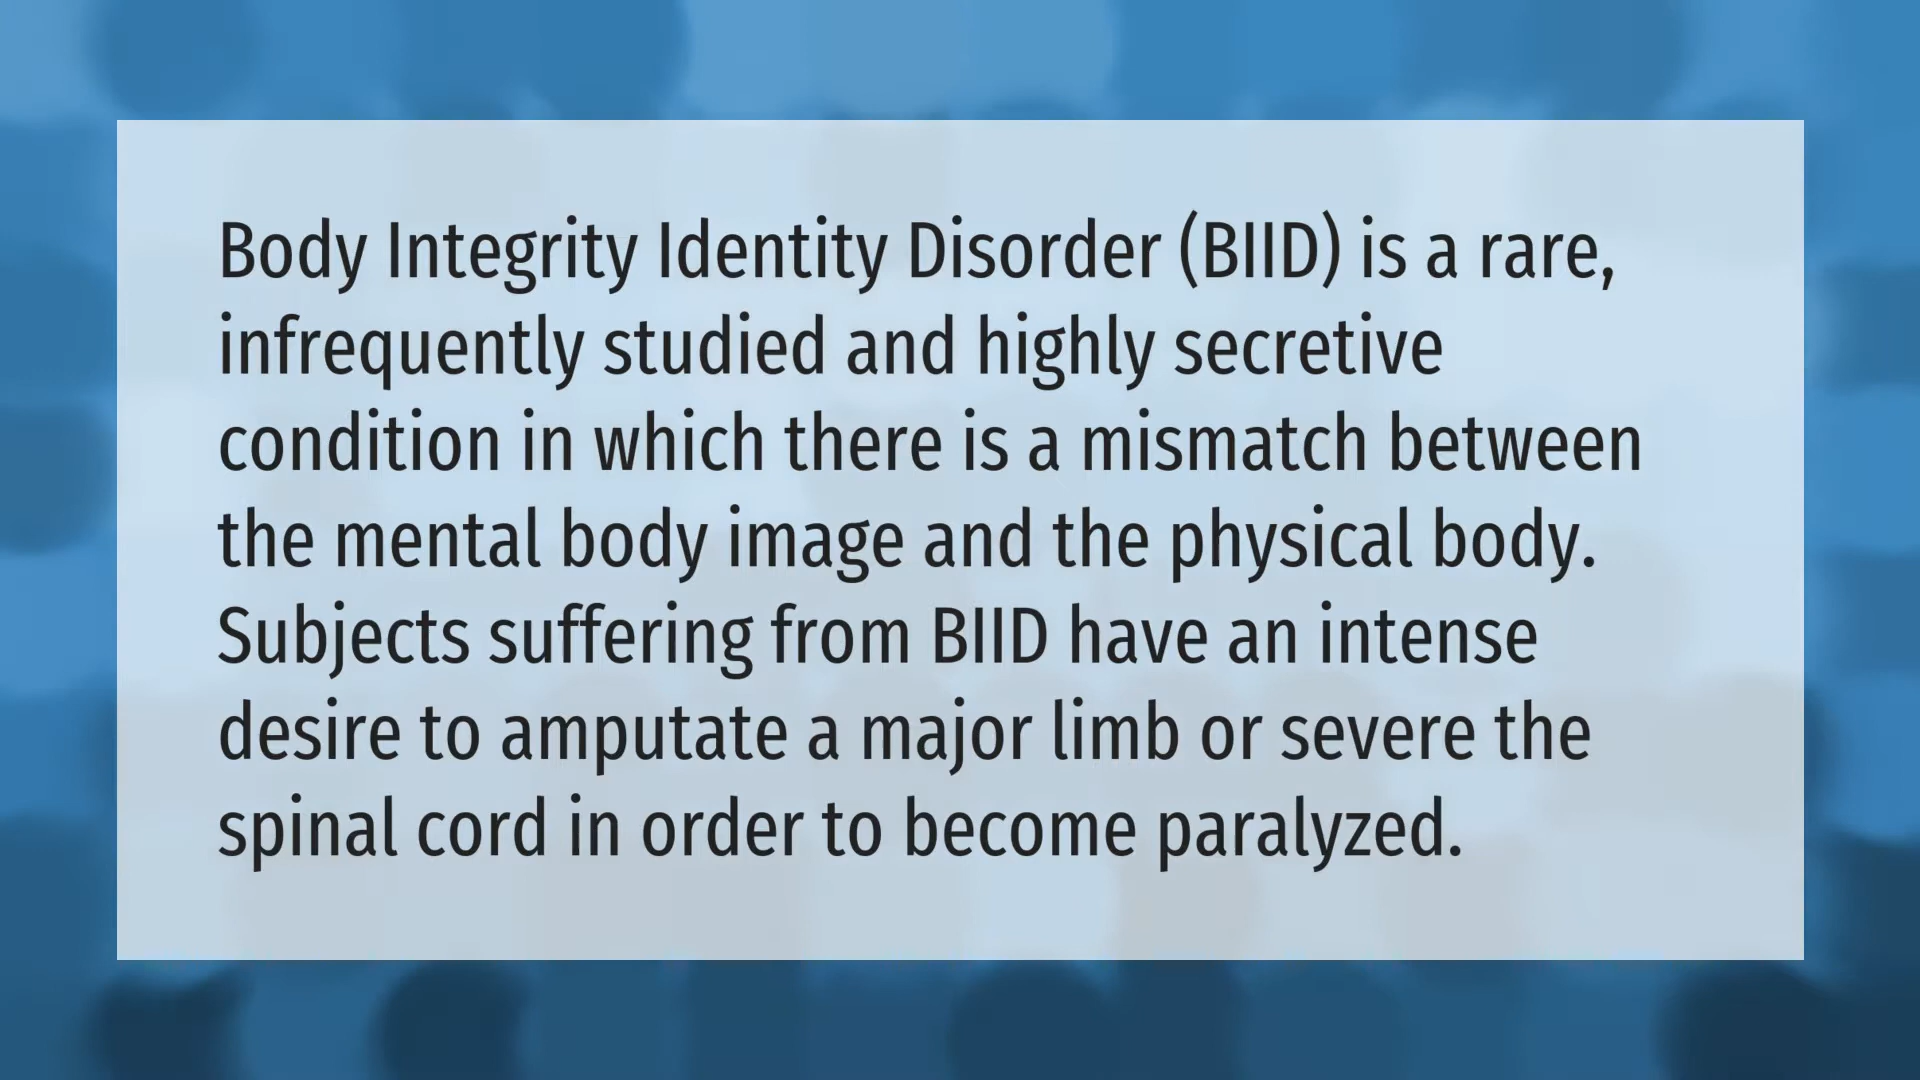 Body Integrity Identity Disorder (BIID) is a rare,
infrequently studied and highly secretive
condition in which there is a mismatch between
the mental body image and the physical body.
Subjects suffering from BIID have an intense
desire to amputate a major limb or severe the
spinal cord in order to become paralyzed.